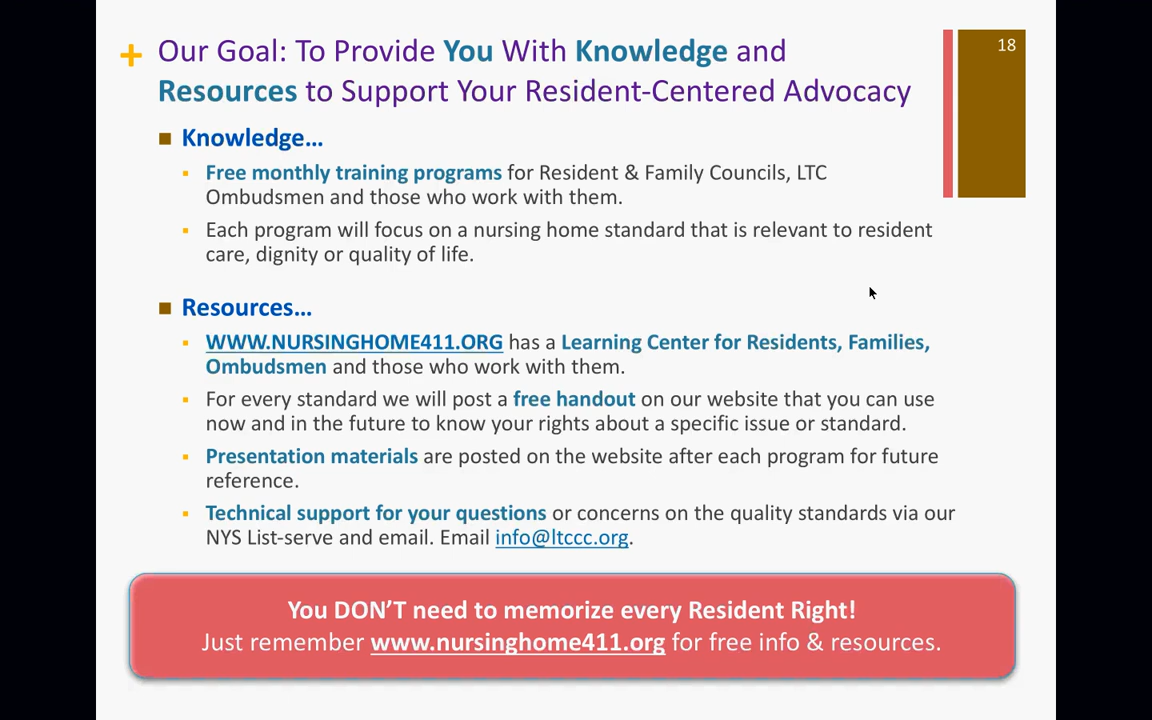 18
+ Our Goal: To Provide You With Knowledge and
Resources to Support Your Resident-Centered Advocacy
Knowledge…
Free monthly training programs for Resident & Family Councils, LTC
Ombudsmen and those who work with them.
Each program will focus on a nursing home standard that is relevant to resident
care, dignity or quality of life.
Resources…
WWW.NURSINGHOME411.ORG has a Learning Center for Residents, Families,
Ombudsmen and those who work with them.
For every standard we will post a free handout on our website that you can use
now and in the future to know your rights about a specific issue or standard.
Presentation materials are posted on the website after each program for future
reference.
Technical support for your questions or concerns on the quality standards via our
NYS List-serve and email. Email info@ltccc.org.
You DON’T need to memorize every Resident Right!
Just remember www.nursinghome411.org for free info & resources.